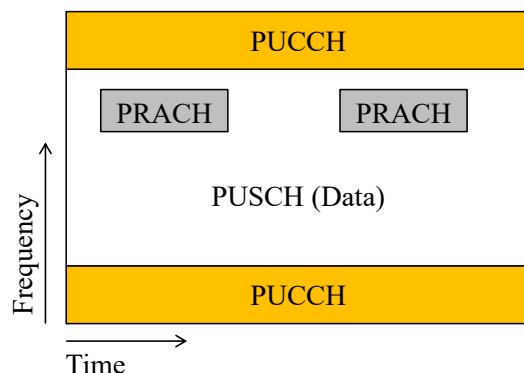 PUCCH
PRACH PRACH
PUSCH (Data)
PUCCH
Frequency
Time